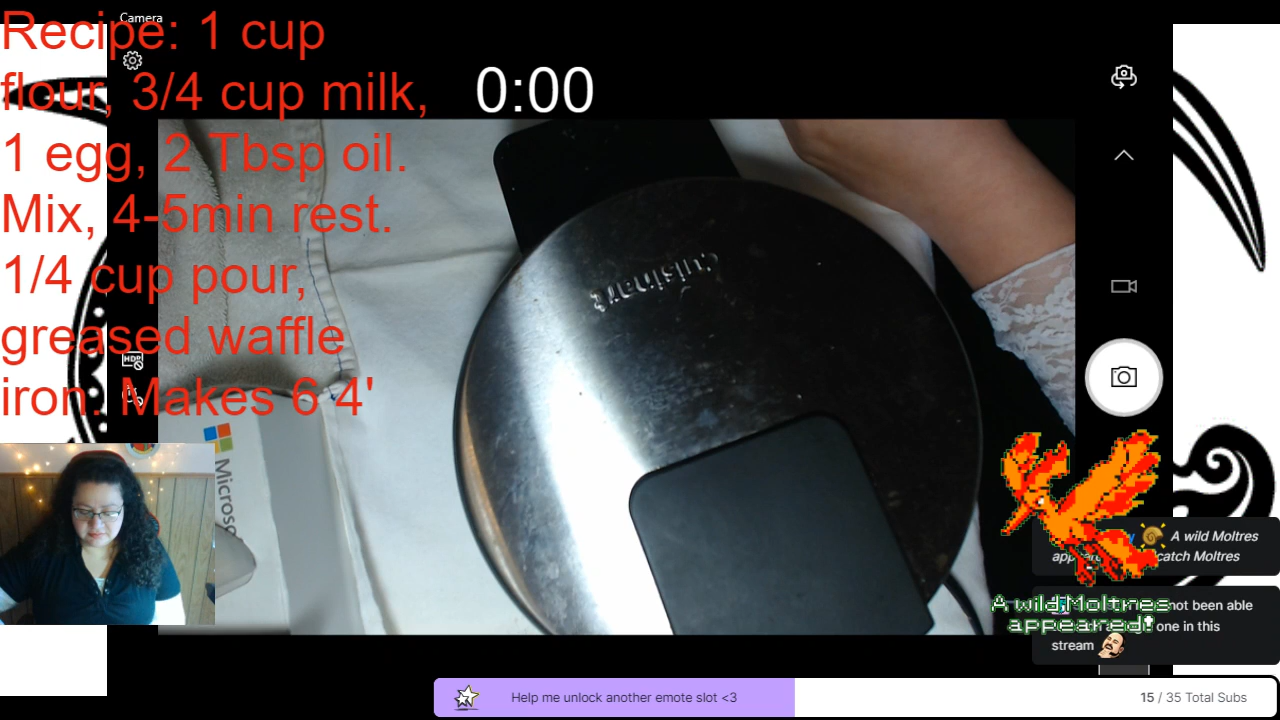 Camera
Recipe: 1 cup
flour, 3/4 cup milk,
1 egg, 2 Tbsp oil.
Mix, 4-5min rest.
1/4 cup pour,
greased waffle
iron. Makes 6 4'
0:00
Cuisinart
A wild Moltres
catch Moltres
A wild Moltres
appeared!
not been able
one in this
stream
Help me unlock another emote slot <3
15 / 35 Total Subs